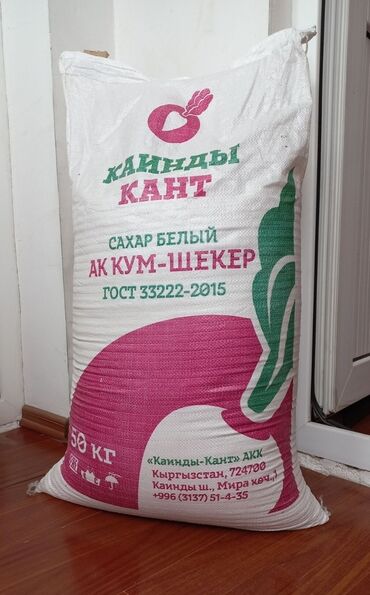 КАИНДЫ
КАНТ
САХАР БЕЛЫЙ
АК КУМ-ШЕКЕР
ГОСТ 33222-2015
50 КГ
«Каинды-Кант» АКК
Кыргызстан, 724700
Каинды ш., Мира көч.,1
+996 (3137) 51-4-35